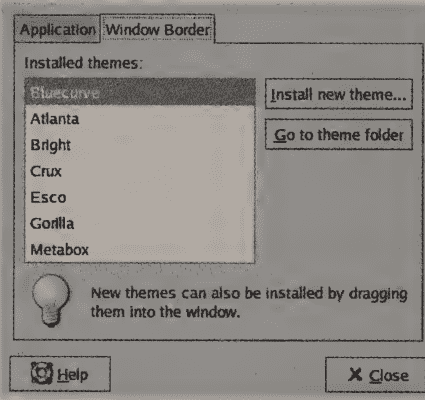 Application
Window Border
Installed themes:
Bluecurve
Atlanta
Bright
Crux
Esco
Gorilla
Metabox
Install new theme...
Go to theme folder
New themes can also be installed by dragging
them into the window.
Help
Close